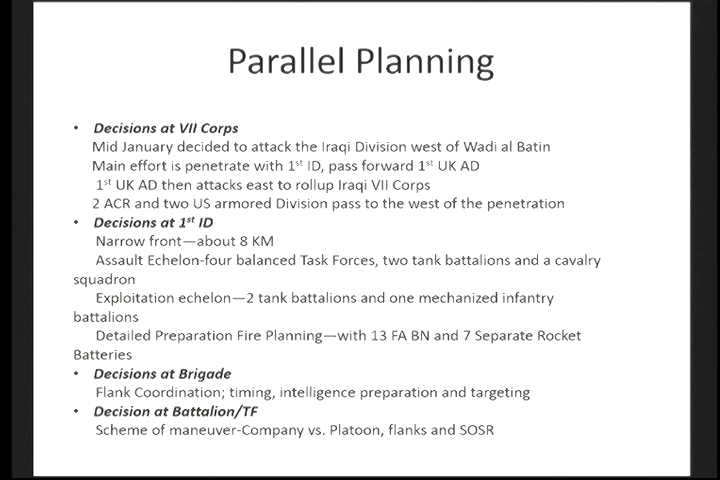 Parallel Planning
• Decisions at VII Corps
Mid January decided to attack the Iraqi Division west of Wadi al Batin
Main effort is penetrate with 1st ID, pass forward 1st UK AD
1st UK AD then attacks east to rollup Iraqi VII Corps
2 ACR and two US armored Division pass to the west of the penetration
• Decisions at 1st ID
Narrow front—about 8 KM
Assault Echelon-four balanced Task Forces, two tank battalions and a cavalry
squadron
Exploitation echelon—2 tank battalions and one mechanized infantry
battalions
Detailed Preparation Fire Planning—with 13 FA BN and 7 Separate Rocket
Batteries
• Decisions at Brigade
Flank Coordination; timing, intelligence preparation and targeting
• Decision at Battalion/TF
Scheme of maneuver-Company vs. Platoon, flanks and SOSR